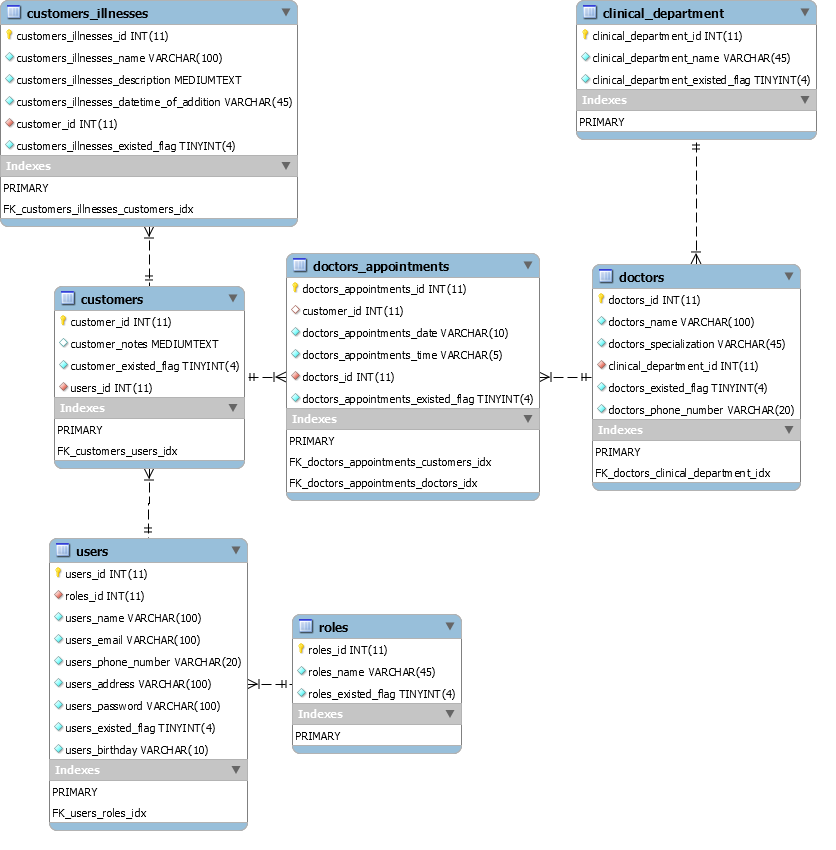 customers_illnesses
customers_illnesses_id INT(11)
customers_illnesses_name VARCHAR(100)
customers_illnesses_description MEDIUMTEXT
customers_illnesses_datetime_of_addition VARCHAR(45)
customer_id INT(11)
customers_illnesses_existed_flag TINYINT(4)
Indexes
PRIMARY
FK_customers_illnesses_customers_idx
clinical_department
clinical_department_id INT(11)
clinical_department_name VARCHAR(45)
clinical_department_existed_flag TINYINT(4)
Indexes
PRIMARY
customers
customer_id INT(11)
customer_notes MEDIUMTEXT
customer_existed_flag TINYINT(4)
users_id INT(11)
Indexes
PRIMARY
FK_customers_users_idx
doctors_appointments
doctors_appointments_id INT(11)
customer_id INT(11)
doctors_appointments_date VARCHAR(10)
doctors_appointments_time VARCHAR(5)
doctors_id INT(11)
doctors_appointments_existed_flag TINYINT(4)
Indexes
PRIMARY
FK_doctors_appointments_customers_idx
FK_doctors_appointments_doctors_idx
doctors
doctors_id INT(11)
doctors_name VARCHAR(100)
doctors_specialization VARCHAR(45)
clinical_department_id INT(11)
doctors_existed_flag TINYINT(4)
doctors_phone_number VARCHAR(20)
Indexes
PRIMARY
FK_doctors_clinical_department_idx
users
users_id INT(11)
roles_id INT(11)
users_name VARCHAR(100)
users_email VARCHAR(100)
users_phone_number VARCHAR(20)
users_address VARCHAR(100)
users_password VARCHAR(100)
users_existed_flag TINYINT(4)
users_birthday VARCHAR(10)
Indexes
PRIMARY
FK_users_roles_idx
roles
roles_id INT(11)
roles_name VARCHAR(45)
roles_existed_flag TINYINT(4)
Indexes
PRIMARY